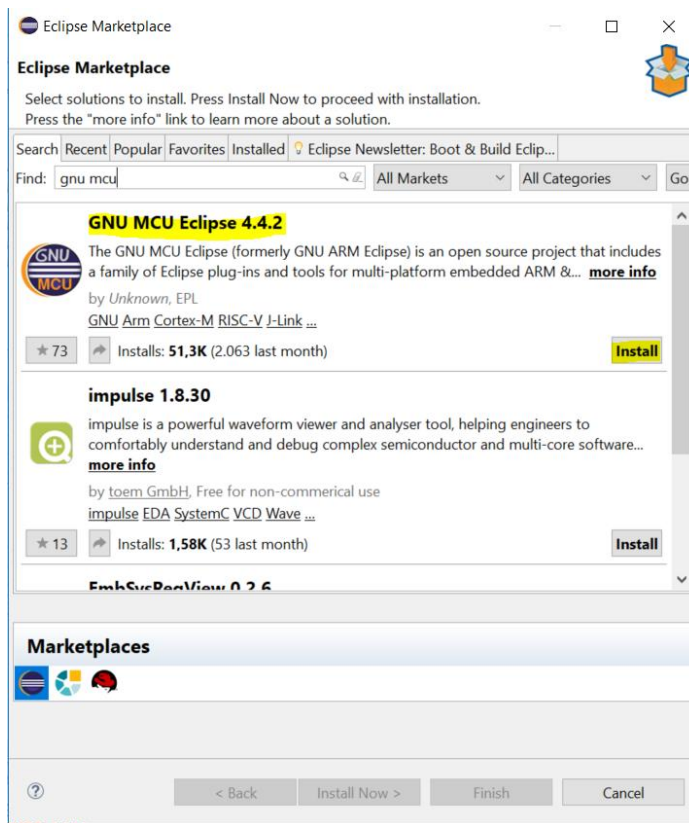 Eclipse Marketplace
Eclipse Marketplace
Select solutions to install. Press Install Now to proceed with installation.
Press the "more info" link to learn more about a solution.
Search Recent Popular Favorites Installed Eclipse Newsletter: Boot & Build Eclip...
Find: gnu mcu All Markets All Categories Go
GNU MCU Eclipse 4.4.2
GNU
MCU
The GNU MCU Eclipse (formerly GNU ARM Eclipse) is an open source project that includes
a family of Eclipse plug-ins and tools for multi-platform embedded ARM &... more info
by Unknown, EPL
GNU Arm Cortex-M RISC-V J-Link ...
73 Installs: 51,3K (2.063 last month) Install
impulse 1.8.30
impulse is a powerful waveform viewer and analyser tool, helping engineers to
comfortably understand and debug complex semiconductor and multi-core software...
more info
by toem GmbH, Free for non-commerical use
impulse EDA SystemC VCD Wave ...
13 Installs: 1,58K (53 last month) Install
EmbSysRegView 0.2.6
Marketplaces
? < Back Install Now > Finish Cancel